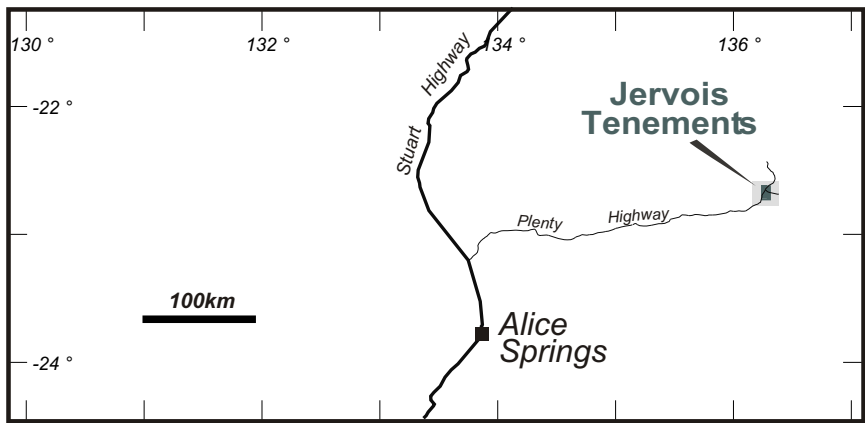 130 °
132 °
134 °
136 °
Highway
Jervois
Tenements
-22 °
Stuart
Plenty
Highway
100km
Alice
Springs
-24 °